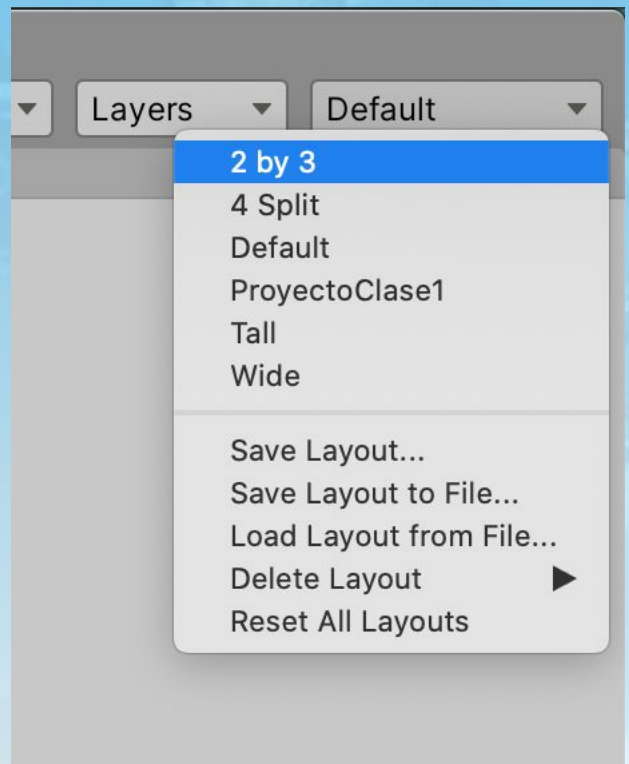 Layers
Default
2 by 3
4 Split
Default
ProyectoClase1
Tall
Wide
Save Layout...
Save Layout to File...
Load Layout from File...
Delete Layout
Reset All Layouts